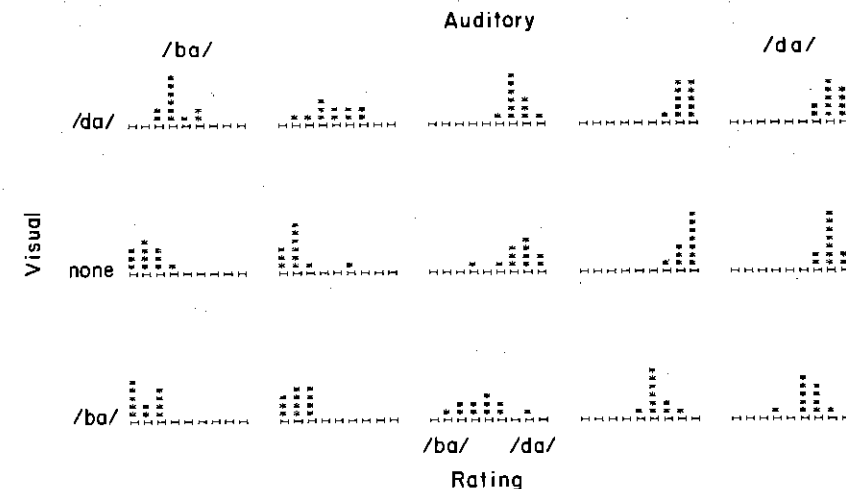 Auditory
/ba/ /da/
/da/
Visual
none
/ba/
/ba/ /da/
Rating